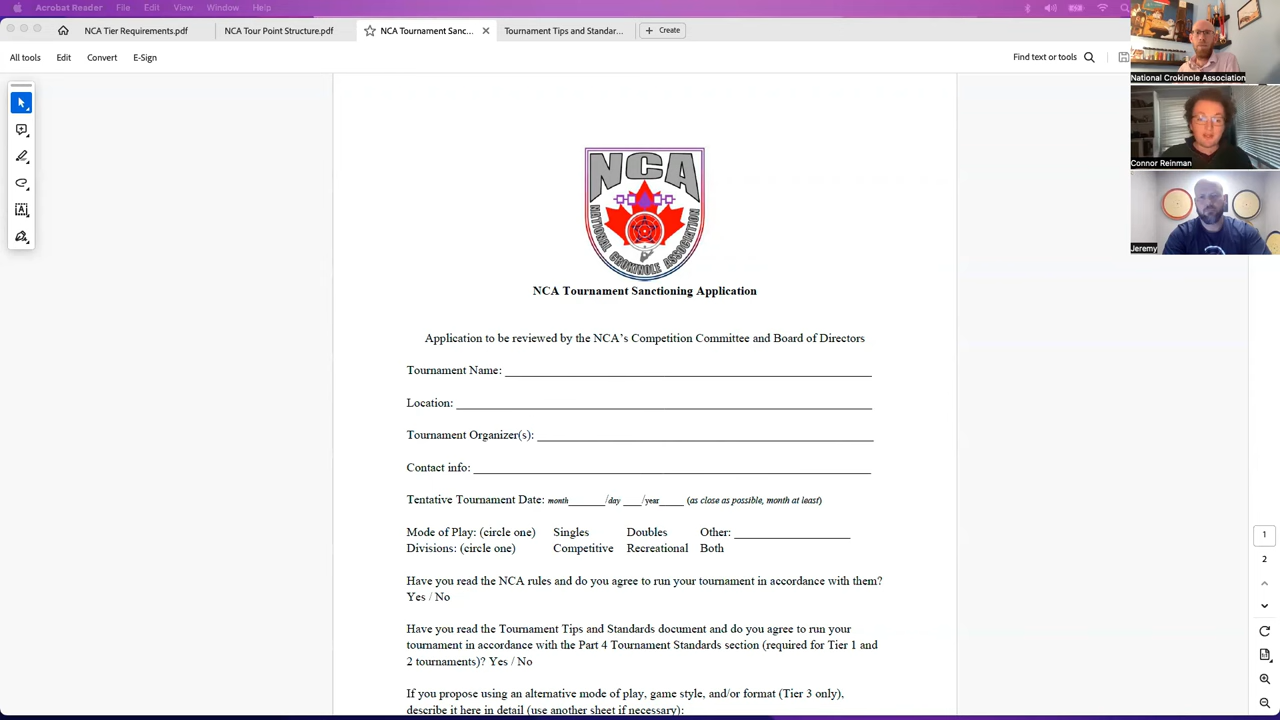 Acrobat Reader File Edit View Window Help
NCA Tier Requirements.pdf NCA Tour Point Structure.pdf NCA Tournament Sanc... Tournament Tips and Standar... Create
All tools Edit Convert E-Sign Find text or tools
National Crokinole Association
Connor Reinman
Jeremy
NCA
NATIONAL CROKINOLE ASSOCIATION
NCA Tournament Sanctioning Application
Application to be reviewed by the NCA's Competition Committee and Board of Directors
Tournament Name:
Location:
Tournament Organizer(s):
Contact info:
Tentative Tournament Date: month______/day ___/year____ (as close as possible, month at least)
Mode of Play: (circle one) Singles Doubles Other:
Divisions: (circle one) Competitive Recreational Both
Have you read the NCA rules and do you agree to run your tournament in accordance with them?
Yes / No
Have you read the Tournament Tips and Standards document and do you agree to run your
tournament in accordance with the Part 4 Tournament Standards section (required for Tier 1 and
2 tournaments)? Yes / No
If you propose using an alternative mode of play, game style, and/or format (Tier 3 only),
describe it here in detail (use another sheet if necessary):
1
2